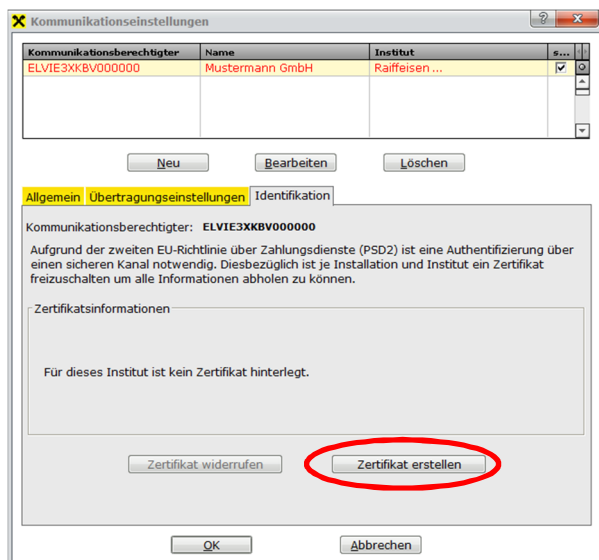 Kommunikationseinstellungen
Kommunikationsberechtigter Name Institut s...
ELVIE3XKBV000000 Mustermann GmbH Raiffeisen ...
Neu Bearbeiten Löschen
Allgemein Übertragungseinstellungen Identifikation
Kommunikationsberechtigter: ELVIE3XKBV000000
Aufgrund der zweiten EU-Richtlinie über Zahlungsdienste (PSD2) ist eine Authentifizierung über
einen sicheren Kanal notwendig. Diesbezüglich ist je Installation und Institut ein Zertifikat
freizuschalten um alle Informationen abholen zu können.
Zertifikatsinformationen
Für dieses Institut ist kein Zertifikat hinterlegt.
Zertifikat widerrufen Zertifikat erstellen
OK Abbrechen